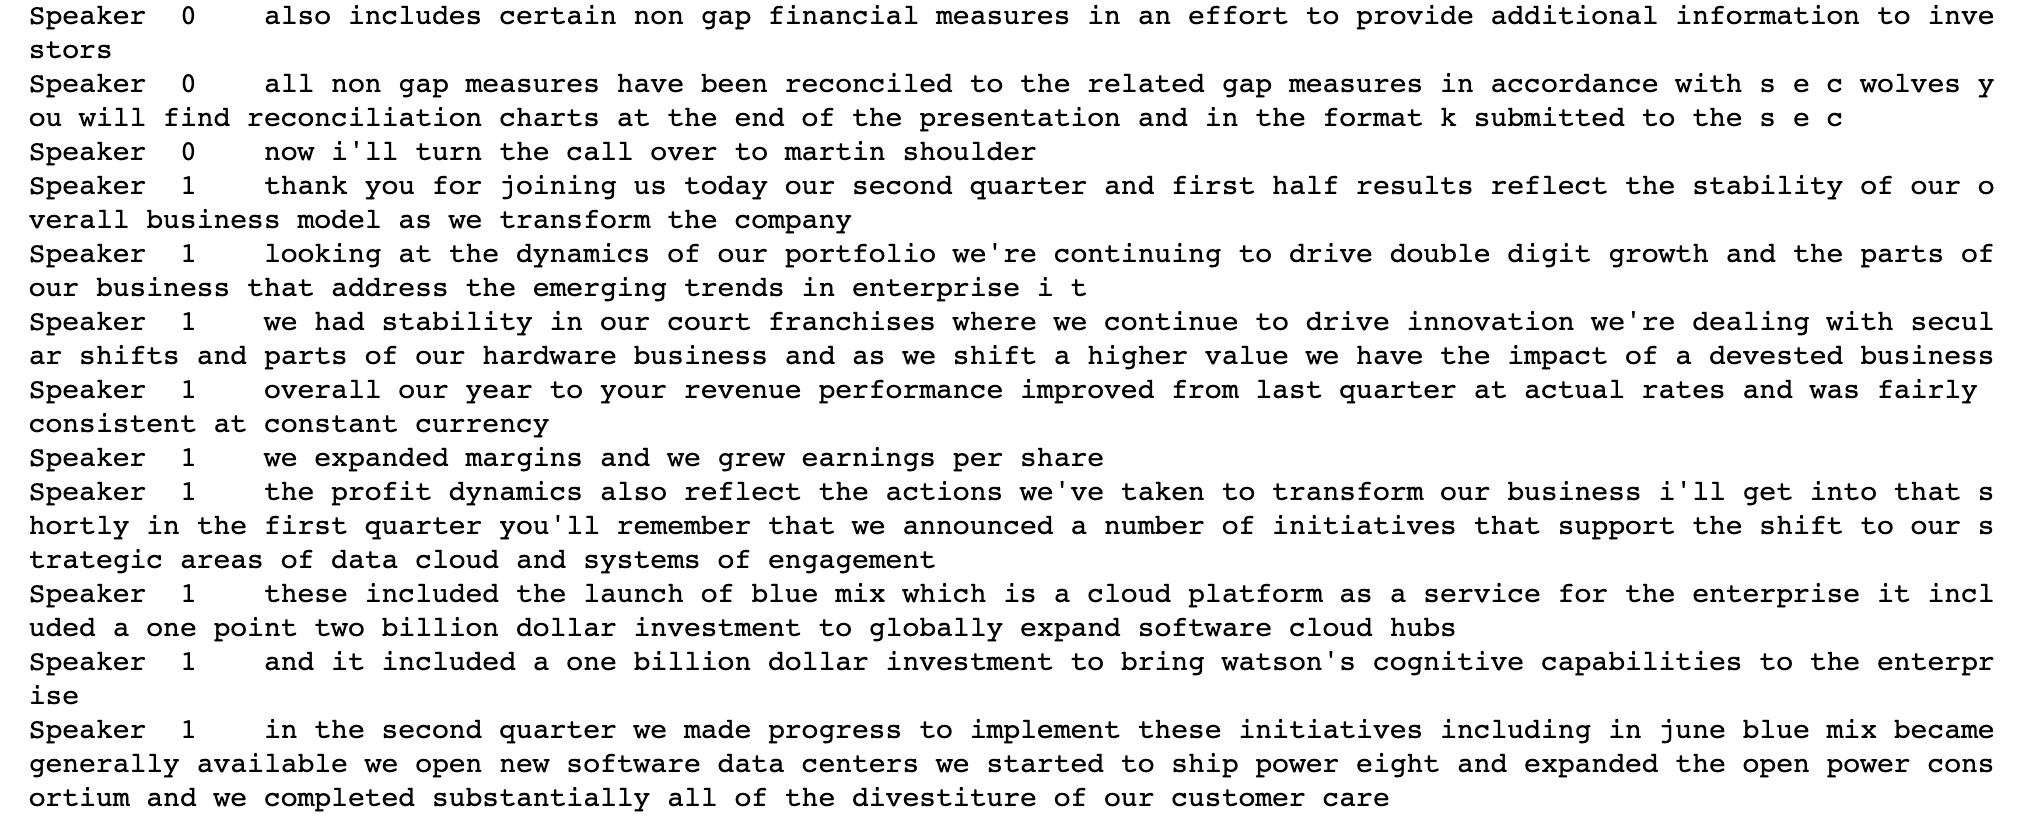 Speaker  0    also includes certain non gap financial measures in an effort to provide additional information to inve
stors
Speaker  0    all non gap measures have been reconciled to the related gap measures in accordance with s e c wolves y
ou will find reconciliation charts at the end of the presentation and in the format k submitted to the s e c
Speaker  0    now i'll turn the call over to martin shoulder
Speaker  1    thank you for joining us today our second quarter and first half results reflect the stability of our o
verall business model as we transform the company
Speaker  1    looking at the dynamics of our portfolio we're continuing to drive double digit growth and the parts of
our business that address the emerging trends in enterprise i t
Speaker  1    we had stability in our court franchises where we continue to drive innovation we're dealing with secul
ar shifts and parts of our hardware business and as we shift a higher value we have the impact of a devested business
Speaker  1    overall our year to your revenue performance improved from last quarter at actual rates and was fairly
consistent at constant currency
Speaker  1    we expanded margins and we grew earnings per share
Speaker  1    the profit dynamics also reflect the actions we've taken to transform our business i'll get into that s
hortly in the first quarter you'll remember that we announced a number of initiatives that support the shift to our s
trategic areas of data cloud and systems of engagement
Speaker  1    these included the launch of blue mix which is a cloud platform as a service for the enterprise it incl
uded a one point two billion dollar investment to globally expand software cloud hubs
Speaker  1    and it included a one billion dollar investment to bring watson's cognitive capabilities to the enterpr
ise
Speaker  1    in the second quarter we made progress to implement these initiatives including in june blue mix became
generally available we open new software data centers we started to ship power eight and expanded the open power cons
ortium and we completed substantially all of the divestiture of our customer care